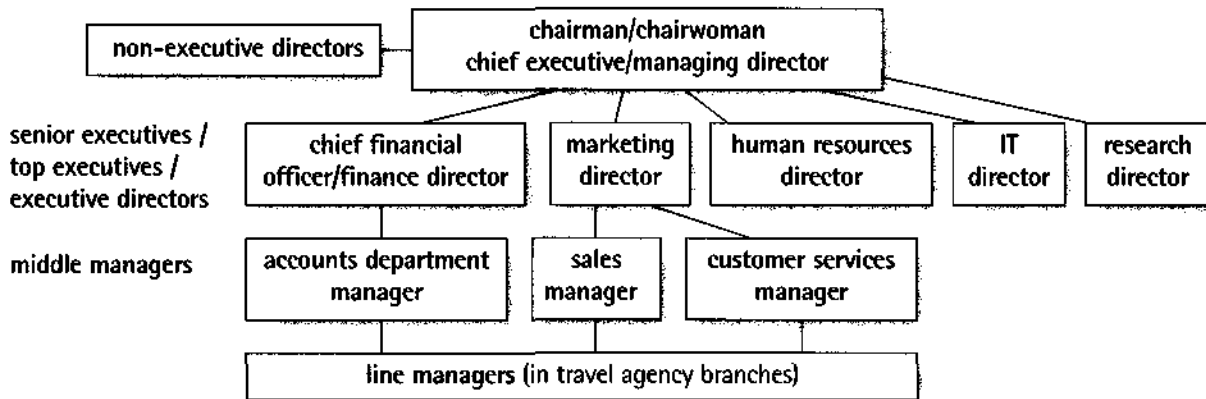 non-executive directors
chairman/chairwoman
chief executive/managing director
senior executives /
top executives /
executive directors
chief financial
officer/finance director
marketing
director
human resources
director
IT
director
research
director
middle managers
accounts department
manager
sales
manager
customer services
manager
line managers (in travel agency branches)